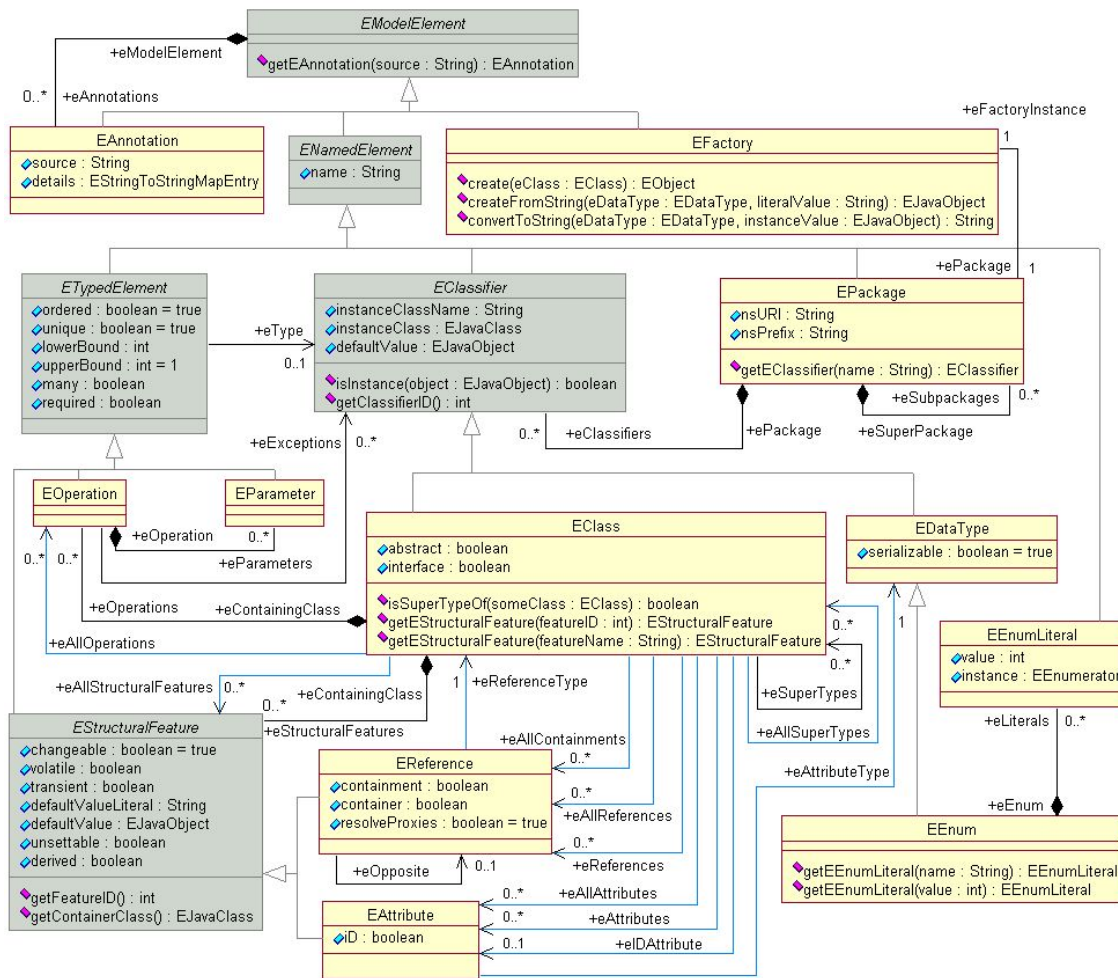 EModelElement
getEAnnotation(source : String) : EAnnotation
+eModelElement
0..*
+eAnnotations
EAnnotation
source : String
details : EStringToStringMapEntry
ENamedElement
name : String
+eFactoryInstance
1
EFactory
create(eClass : EClass) : EObject
createFromString(eDataType : EDataType, literalValue : String) : EJavaObject
convertToString(eDataType : EDataType, instanceValue : EJavaObject) : String
+ePackage
1
ETypedElement
ordered : boolean = true
unique : boolean = true
lowerBound : int
upperBound : int = 1
many : boolean
required : boolean
+eType
0..1
EClassifier
instanceClassName : String
instanceClass : EJavaClass
defaultValue : EJavaObject
isInstance(object : EJavaObject) : boolean
getClassifierID() : int
EPackage
nsURI : String
nsPrefix : String
getEClassifier(name : String) : EClassifier
+eSubpackages
0..*
+eSuperPackage
+eExceptions
0..*
0..*
+eClassifiers
+ePackage
EOperation
EParameter
+eOperation
0..*
+eParameters
0..*
0..*
+eOperations
+eContainingClass
+eAllOperations
EClass
abstract : boolean
interface : boolean
isSuperTypeOf(someClass : EClass) : boolean
getEStructuralFeature(featureID : int) : EStructuralFeature
getEStructuralFeature(featureName : String) : EStructuralFeature
EDataType
serializable : boolean = true
0..*
0..*
1
+eSuperTypes
+eAllSuperTypes
EEnumLiteral
value : int
instance : EEnumerator
+eLiterals
0..*
+eAllStructuralFeatures
0..*
+eContainingClass
0..*
+eStructuralFeatures
1
+eReferenceType
EStructuralFeature
changeable : boolean = true
volatile : boolean
transient : boolean
defaultValueLiteral : String
defaultValue : EJavaObject
unsettable : boolean
derived : boolean
getFeatureID() : int
getContainerClass() : EJavaClass
+eAllContainments
0..*
EReference
containment : boolean
container : boolean
resolveProxies : boolean = true
0..*
+eAllReferences
0..*
+eReferences
+eOpposite
0..1
+eAttributeType
+eEnum
EEnum
getEEnumLiteral(name : String) : EEnumLiteral
getEEnumLiteral(value : int) : EEnumLiteral
0..*
+eAllAttributes
EAttribute
iD : boolean
0..*
+eAttributes
0..1
+eIDAttribute